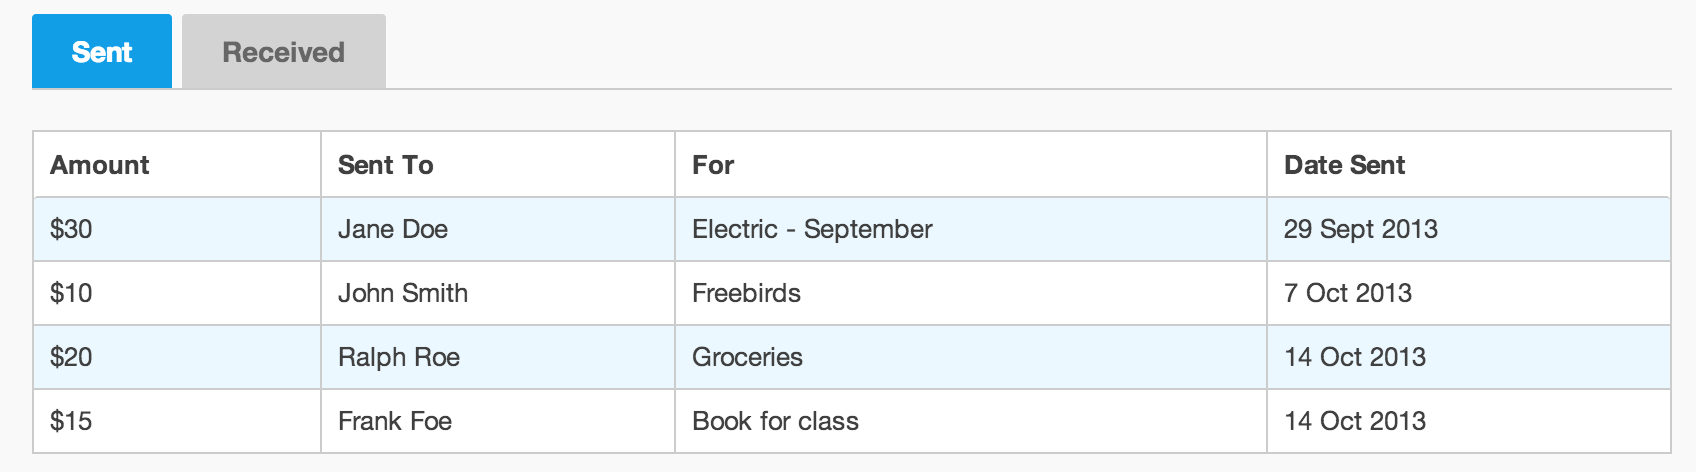 Sent Received
Amount Sent To For Date Sent
$30 Jane Doe Electric - September 29 Sept 2013
$10 John Smith Freebirds 7 Oct 2013
$20 Ralph Roe Groceries 14 Oct 2013
$15 Frank Foe Book for class 14 Oct 2013